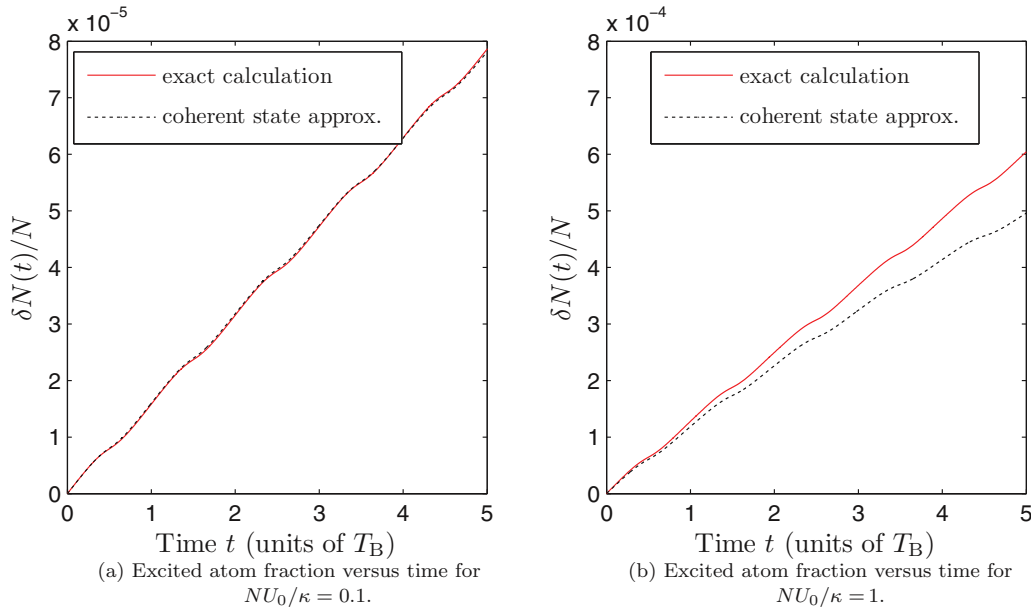 x 10⁻⁵
8
7
6
5
4
3
2
1
0
δN(t)/N
exact calculation
coherent state approx.
0 1 2 3 4 5
Time t (units of T_B)
(a) Excited atom fraction versus time for
NU₀/κ = 0.1.
x 10⁻⁴
8
7
6
5
4
3
2
1
0
δN(t)/N
exact calculation
coherent state approx.
0 1 2 3 4 5
Time t (units of T_B)
(b) Excited atom fraction versus time for
NU₀/κ = 1.